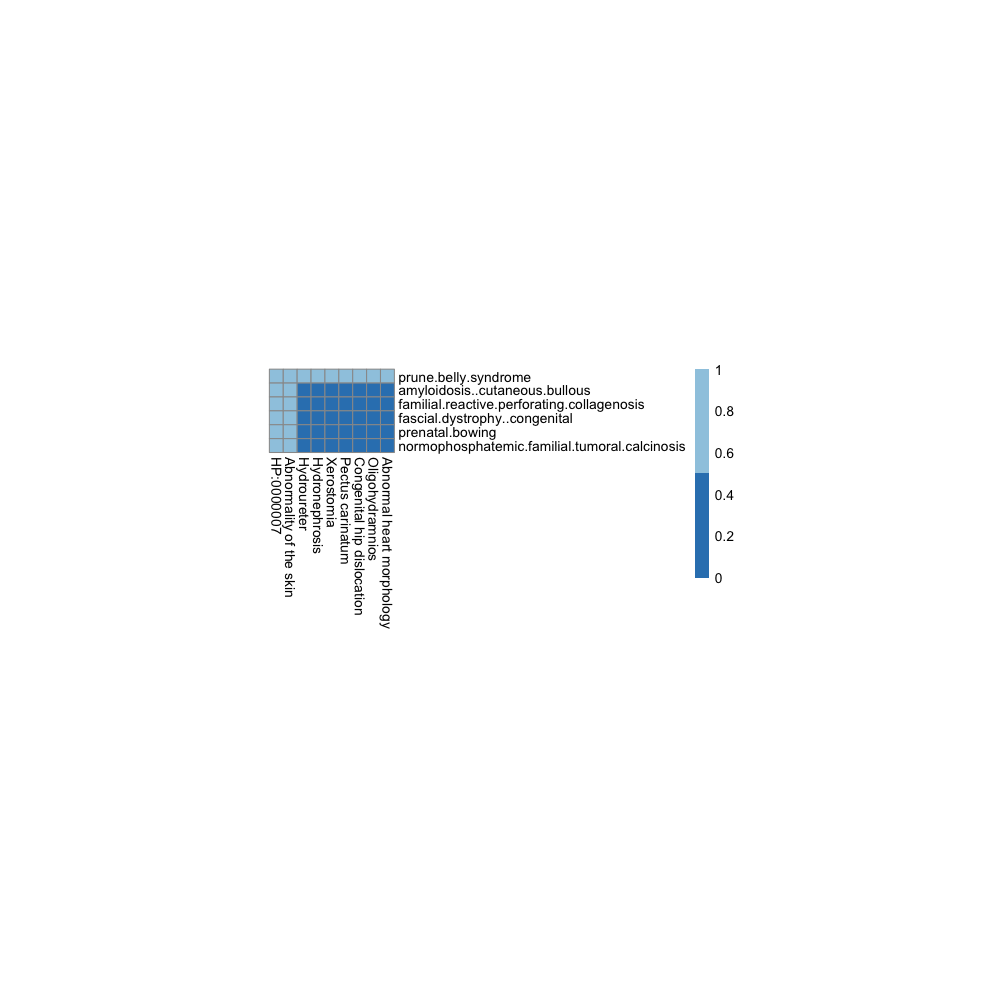 prune.belly.syndrome
amyloidosis..cutaneous.bullous
familial.reactive.perforating.collagenosis
fascial.dystrophy..congenital
prenatal.bowing
normophosphatemic.familial.tumoral.calcinosis
HP:0000007
Abnormality of the skin
Hydroureter
Hydronephrosis
Xerostomia
Pectus carinatum
Congenital hip dislocation
Oligohydramnios
Abnormal heart morphology
1
0.8
0.6
0.4
0.2
0